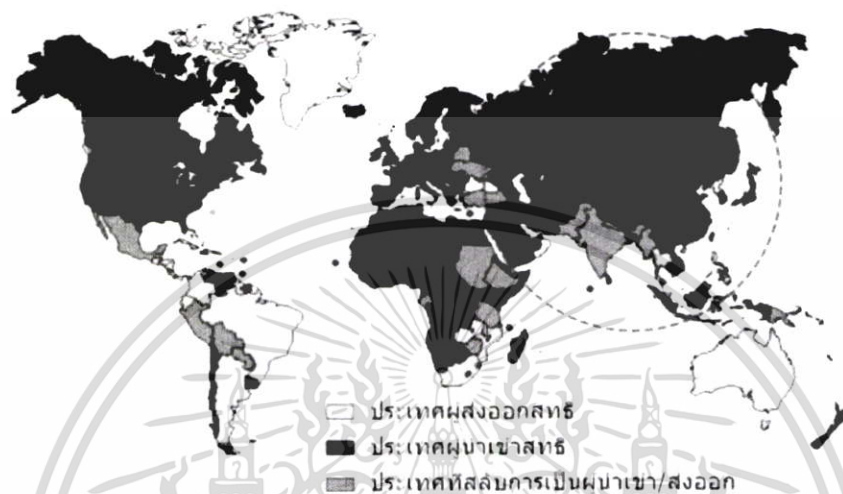 ประเทศผู้ส่งออกสุทธิ
ประเทศผู้นำเข้าสุทธิ
ประเทศที่สลับการเป็นผู้นำเข้า/ส่งออก